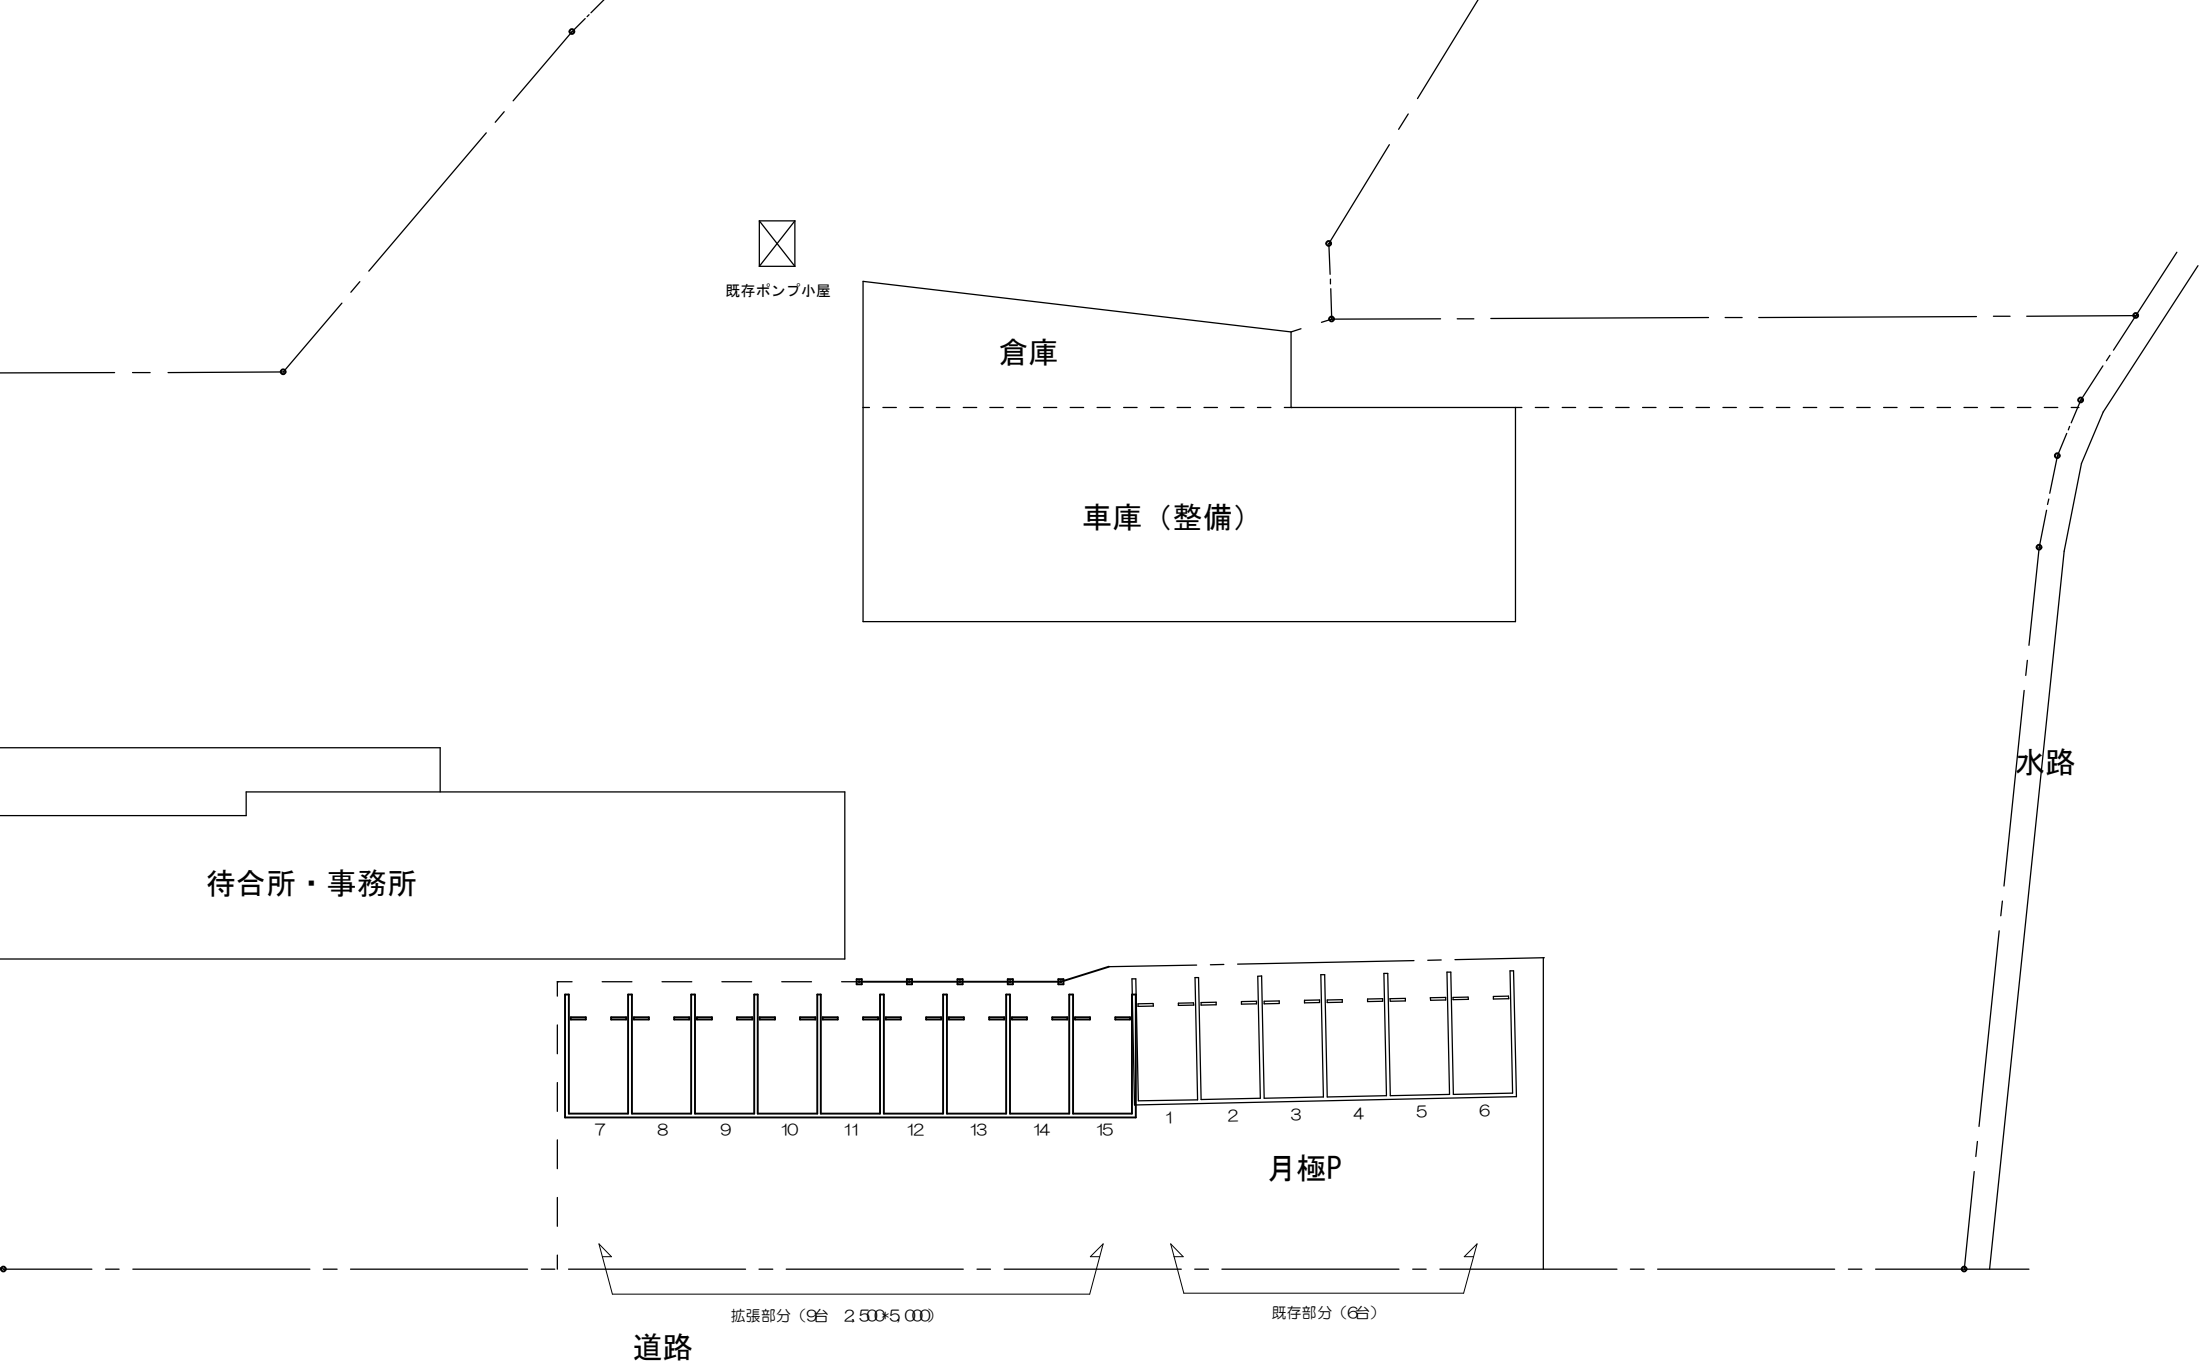 既存ポンプ小屋
倉庫
車庫（整備）
水路
待合所・事務所
7 8 9 10 11 12 13 14 15 1 2 3 4 5 6
月極P
拡張部分（9台　2,500*5,000）
既存部分（6台）
道路